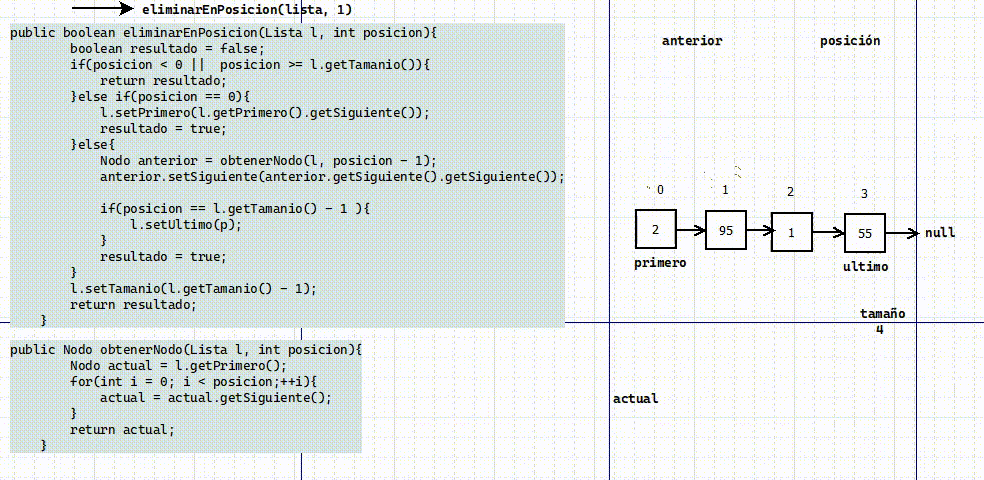 eliminarEnPosicion(lista, 1)
public boolean eliminarEnPosicion(Lista l, int posicion){
boolean resultado = false;
if(posicion < 0 || posicion >= l.getTamanio()){
return resultado;
}else if(posicion == 0){
l.setPrimero(l.getPrimero().getSiguiente());
resultado = true;
}else{
Nodo anterior = obtenerNodo(l, posicion - 1);
anterior.setSiguiente(anterior.getSiguiente().getSiguiente());
if(posicion == l.getTamanio() - 1 ){
l.setUltimo(p);
}
resultado = true;
}
l.setTamania(l.getTamanio() - 1);
return resultado;
}
public Nodo obtenerNodo(Lista l, int posicion){
Nodo actual = l.getPrimero();
for(int i = 0; i < posicion;++i){
actual = actual.getSiguiente();
}
return actual;
}
anterior posición
0 1 2 3
2 95 1 55 null
primero ultimo
tamaño
4
actual